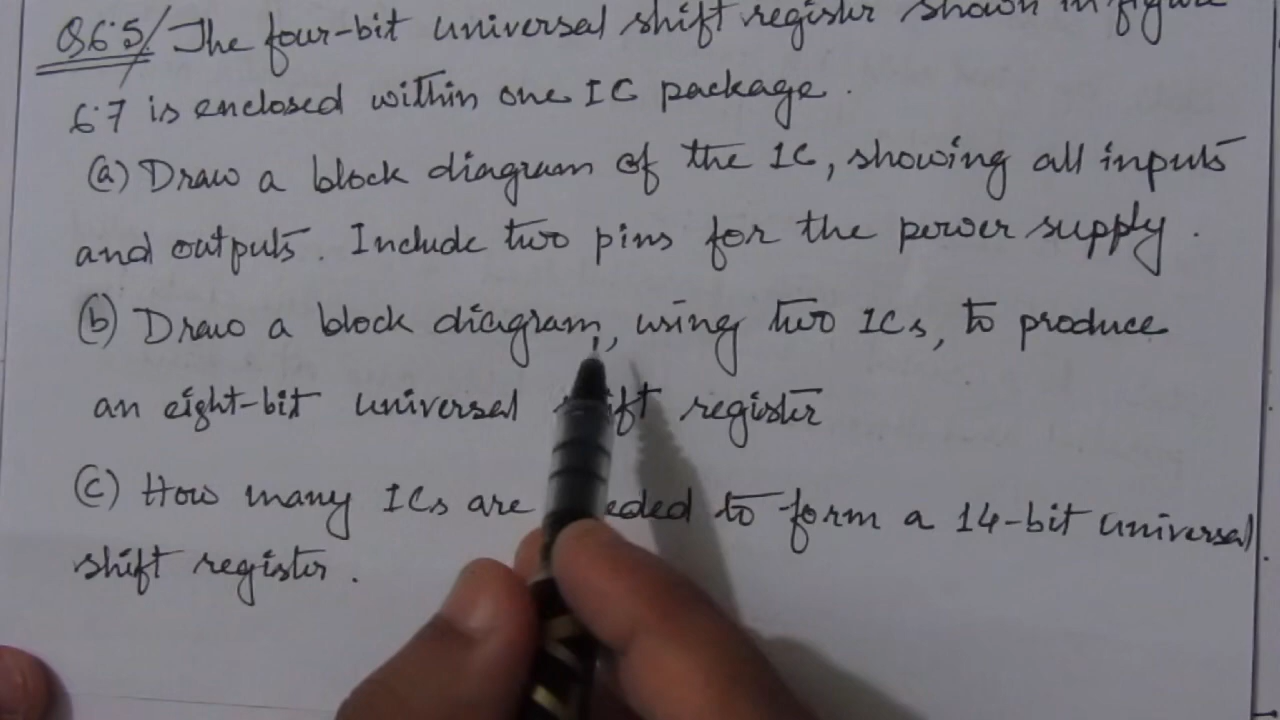 Q6.5/ The four-bit universal shift register shown in figure
6.7 is enclosed within one IC package.
(a) Draw a block diagram of the IC, showing all inputs
and outputs. Include two pins for the power supply.
(b) Draw a block diagram, using two ICs, to produce
an eight-bit universal shift register
(c) How many ICs are needed to form a 14-bit universal
shift register.